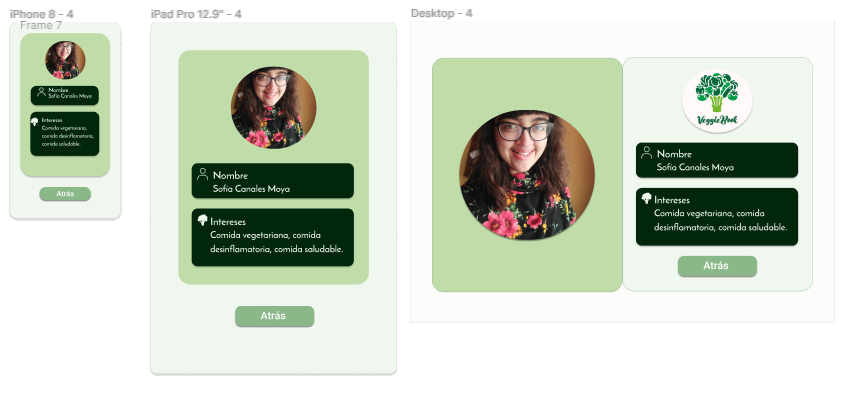 iPhone 8 - 4
Frame 7
Nombre
Sofía Canales Moya
Intereses
Comida vegetariana,
comida desinflamatoria,
comida saludable.
Atrás
iPad Pro 12.9" - 4
Nombre
Sofía Canales Moya
Intereses
Comida vegetariana, comida
desinflamatoria, comida saludable.
Atrás
Desktop - 4
VeggieBook
Nombre
Sofía Canales Moya
Intereses
Comida vegetariana, comida
desinflamatoria, comida saludable.
Atrás